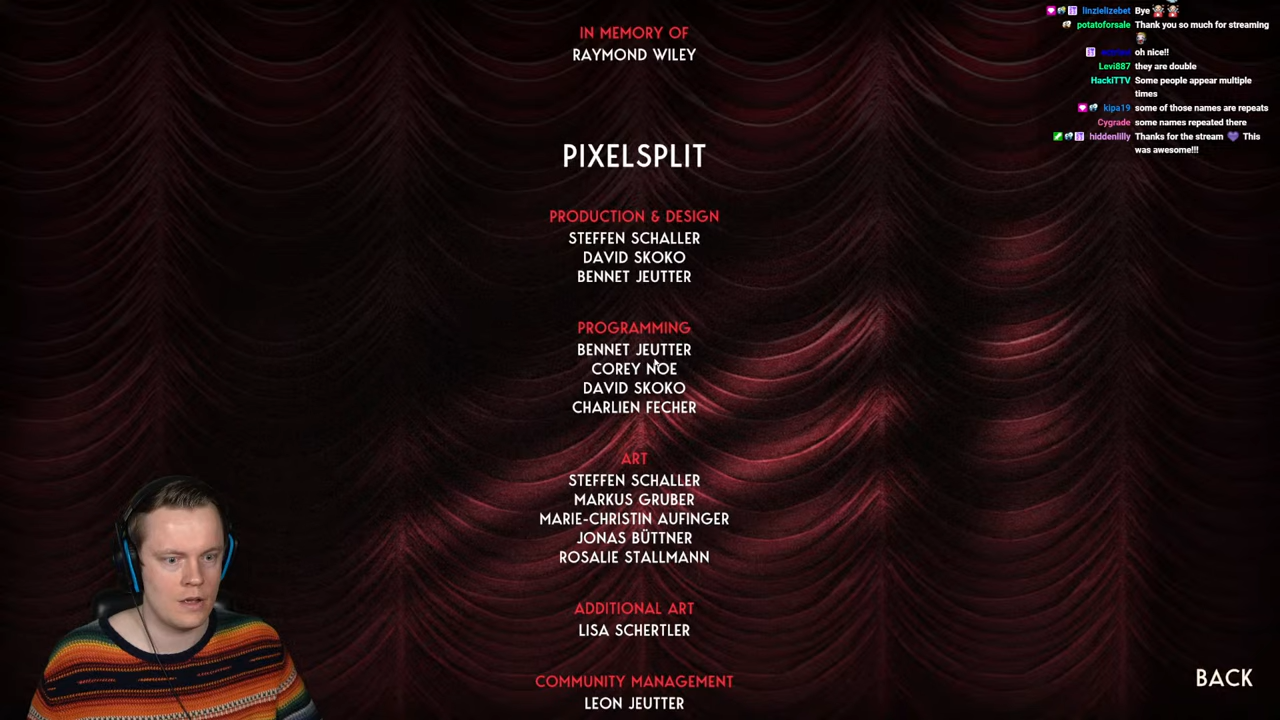 IN MEMORY OF
RAYMOND WILEY
PIXELSPLIT
PRODUCTION & DESIGN
STEFFEN SCHALLER
DAVID SKOKO
BENNET JEUTTER
PROGRAMMING
BENNET JEUTTER
COREY NOE
DAVID SKOKO
CHARLIEN FECHER
ART
STEFFEN SCHALLER
MARKUS GRUBER
MARIE-CHRISTIN AUFINGER
JONAS BÜTTNER
ROSALIE STALLMANN
ADDITIONAL ART
LISA SCHERTLER
COMMUNITY MANAGEMENT
LEON JEUTTER
BACK
linzielizebet Bye
potatoforsale Thank you so much for streaming
oh nice!!
Levi887 they are double
HackiTTV Some people appear multiple
times
kipa19 some of those names are repeats
Cygrade some names repeated there
hiddenlilly Thanks for the stream 💜 This
was awesome!!!